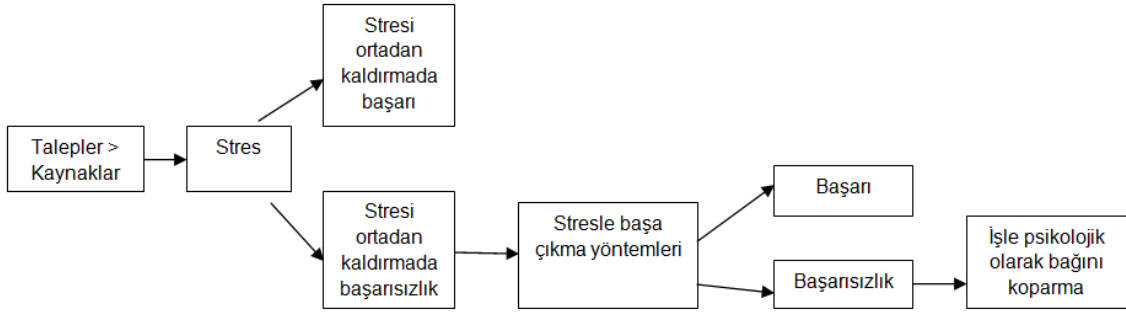 Stresi
ortadan
kaldırmada
başarı
Talepler >
Kaynaklar
Stres
Stresi
ortadan
kaldırmada
başarısızlık
Stresle başa
çıkma yöntemleri
Başarı
Başarısızlık
İşle psikolojik
olarak bağını
koparma